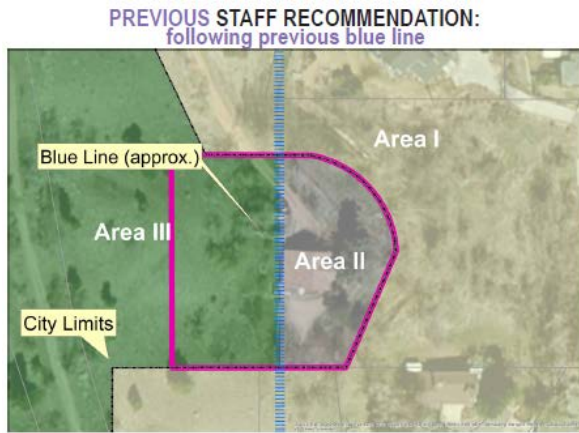 PREVIOUS STAFF RECOMMENDATION:
following previous blue line
Area I
Blue Line (approx.)
Area III
Area II
City Limits